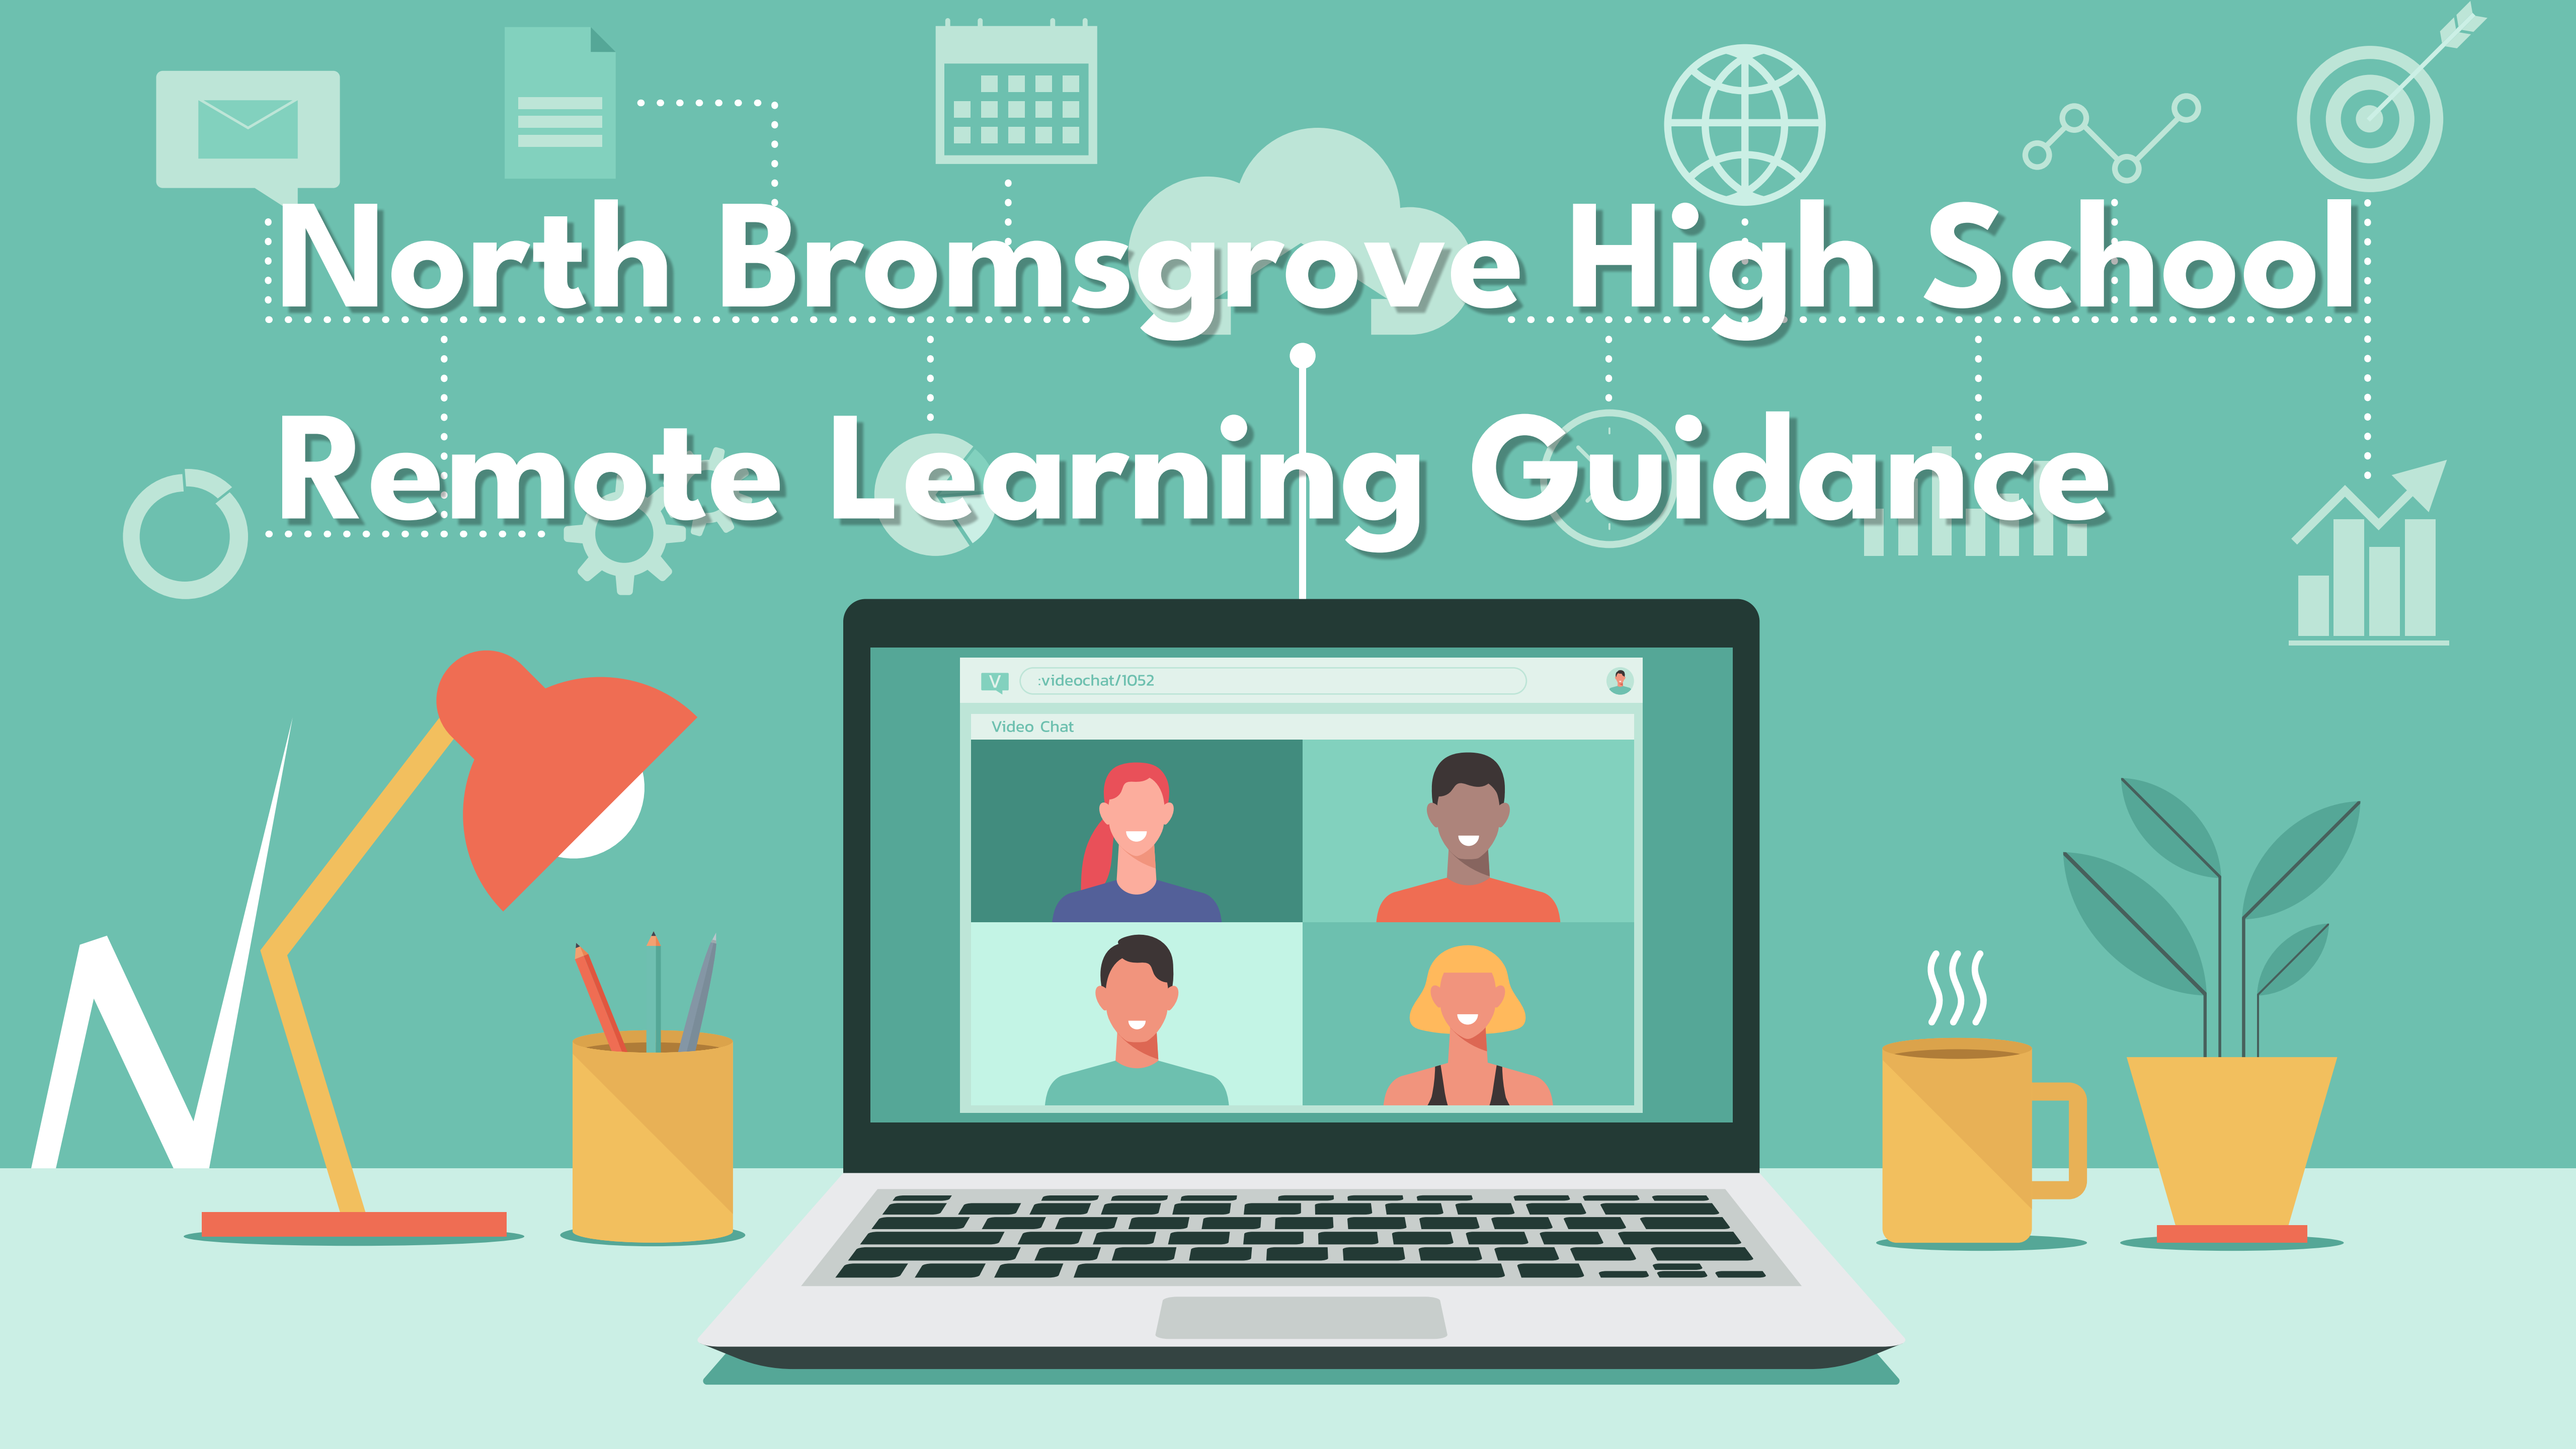 North Bromsgrove High School
Remote Learning Guidance
V :videochat/1052
Video Chat
N